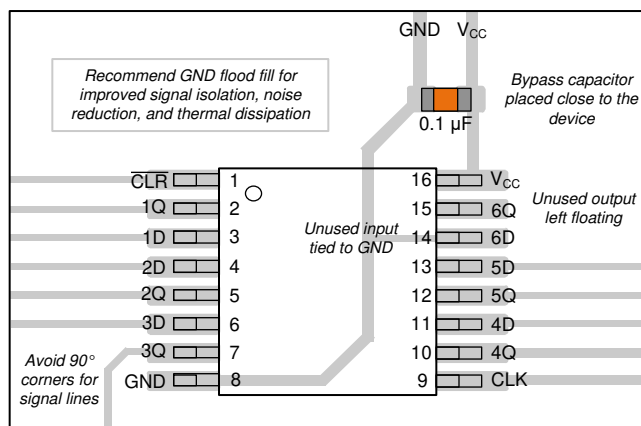 GND VCC
Recommend GND flood fill for
improved signal isolation, noise
reduction, and thermal dissipation
Bypass capacitor
placed close to the
device
0.1 µF
C̅L̅R̅ 1 16 VCC
1Q 2 15 6Q
Unused output
left floating
1D 3 14 6D
Unused input
tied to GND
2D 4 13 5D
2Q 5 12 5Q
3D 6 11 4D
3Q 7 10 4Q
GND 8 9 CLK
Avoid 90°
corners for
signal lines